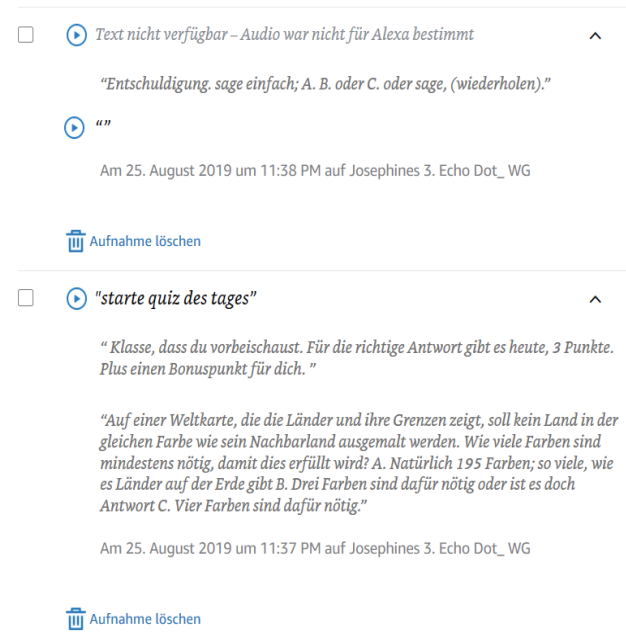 Text nicht verfügbar – Audio war nicht für Alexa bestimmt
“Entschuldigung. sage einfach; A. B. oder C. oder sage, (wiederholen).”
“”
Am 25. August 2019 um 11:38 PM auf Josephines 3. Echo Dot_ WG
Aufnahme löschen
"starte quiz des tages”
“ Klasse, dass du vorbeischaust. Für die richtige Antwort gibt es heute, 3 Punkte.
Plus einen Bonuspunkt für dich. ”
“Auf einer Weltkarte, die die Länder und ihre Grenzen zeigt, soll kein Land in der
gleichen Farbe wie sein Nachbarland ausgemalt werden. Wie viele Farben sind
mindestens nötig, damit dies erfüllt wird? A. Natürlich 195 Farben; so viele, wie
es Länder auf der Erde gibt B. Drei Farben sind dafür nötig oder ist es doch
Antwort C. Vier Farben sind dafür nötig.”
Am 25. August 2019 um 11:37 PM auf Josephines 3. Echo Dot_ WG
Aufnahme löschen